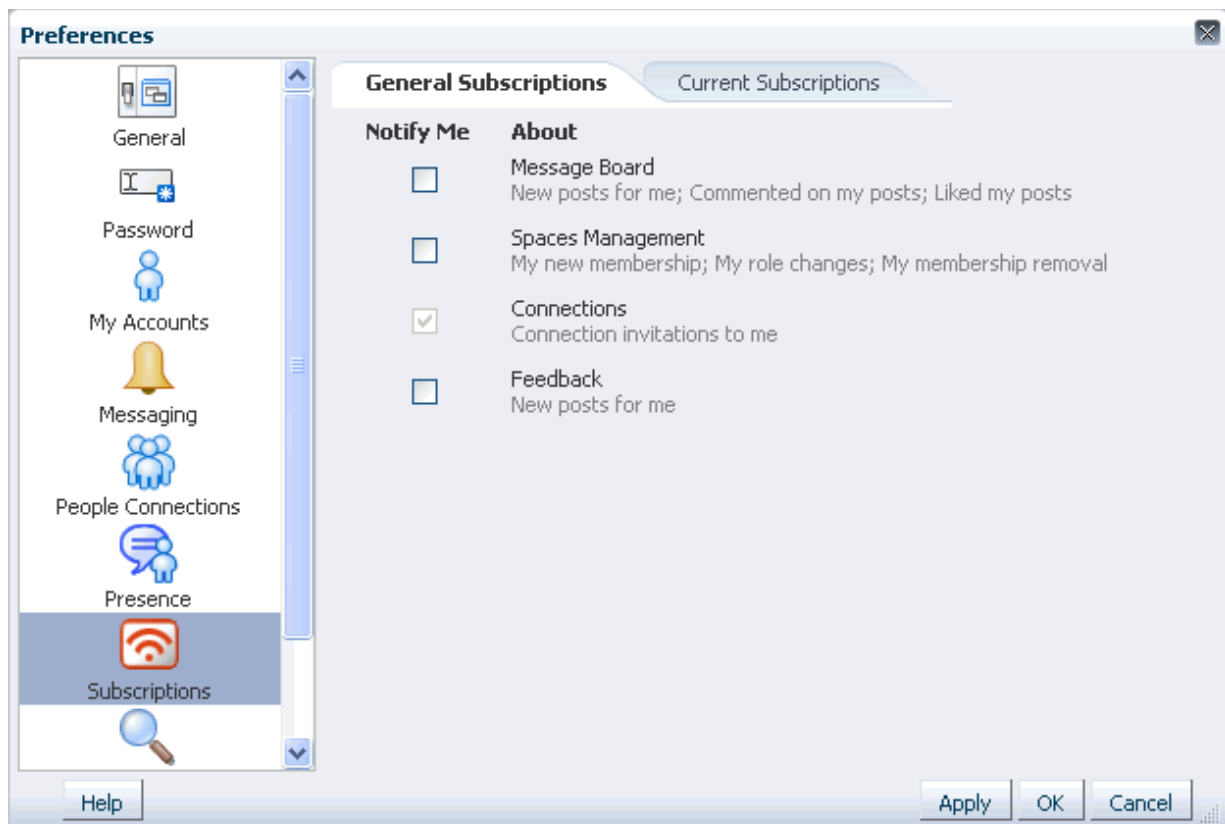 Preferences
General
Password
My Accounts
Messaging
People Connections
Presence
Subscriptions
General Subscriptions
Current Subscriptions
Notify Me About
Message Board
New posts for me; Commented on my posts; Liked my posts
Spaces Management
My new membership; My role changes; My membership removal
Connections
Connection invitations to me
Feedback
New posts for me
Help
Apply
OK
Cancel